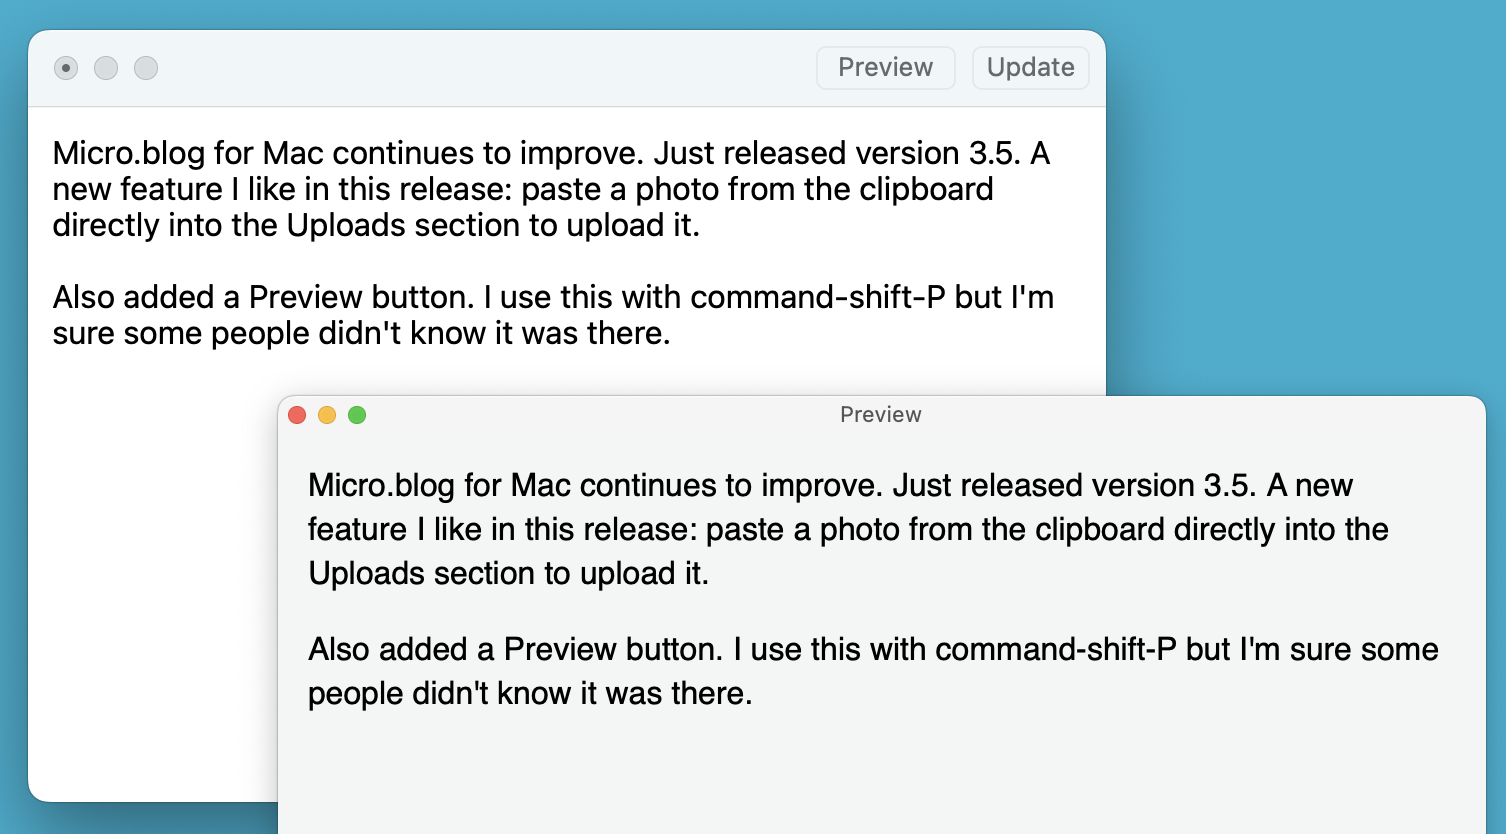 Preview Update
Micro.blog for Mac continues to improve. Just released version 3.5. A
new feature I like in this release: paste a photo from the clipboard
directly into the Uploads section to upload it.
Also added a Preview button. I use this with command-shift-P but I'm
sure some people didn't know it was there.
Preview
Micro.blog for Mac continues to improve. Just released version 3.5. A new
feature I like in this release: paste a photo from the clipboard directly into the
Uploads section to upload it.
Also added a Preview button. I use this with command-shift-P but I'm sure some
people didn't know it was there.